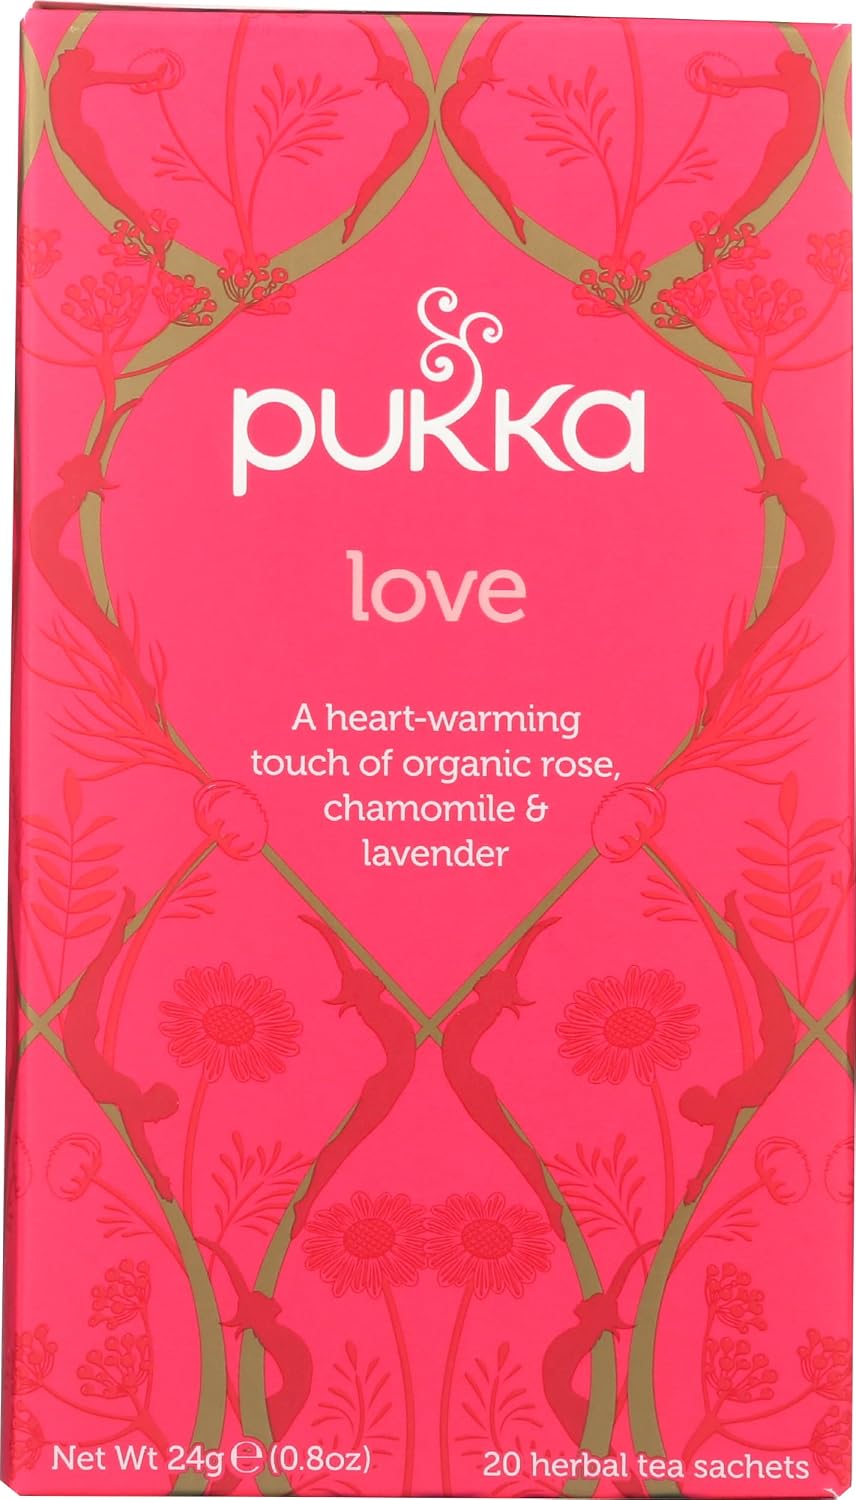 pukka
love
A heart-warming
touch of organic rose,
chamomile &
lavender
Net Wt 24g ℮ (0.8oz)
20 herbal tea sachets